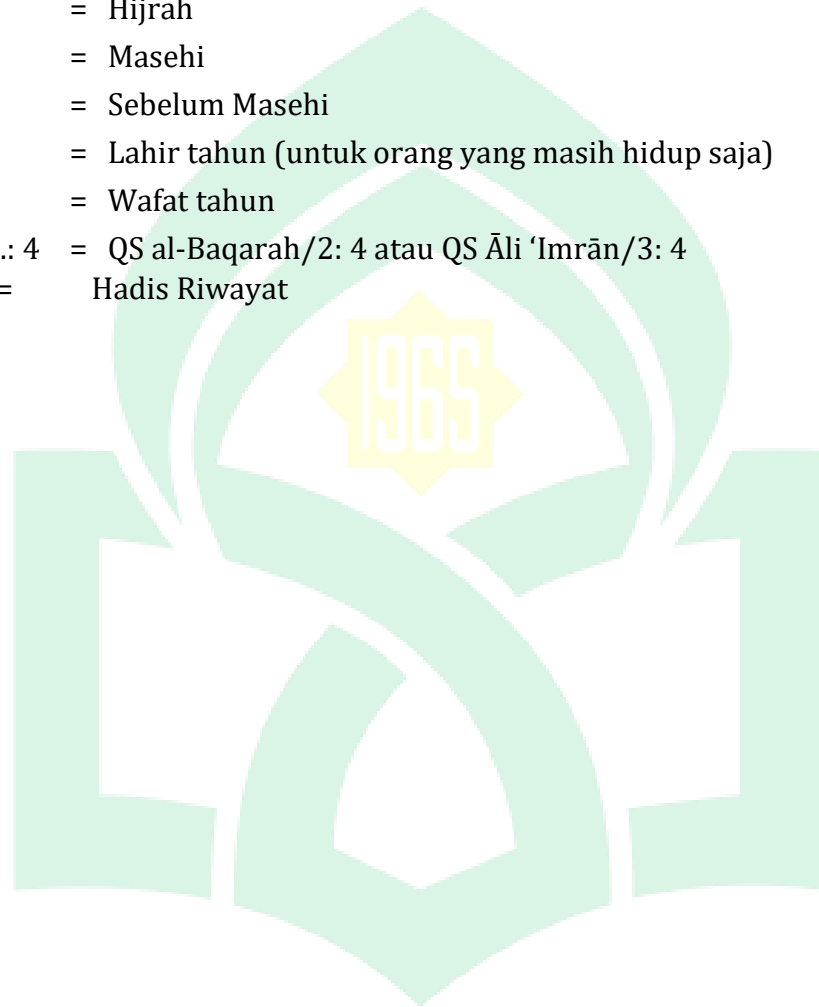 = Hijrah
= Masehi
= Sebelum Masehi
= Lahir tahun (untuk orang yang masih hidup saja)
= Wafat tahun
.: 4 = QS al-Baqarah/2: 4 atau QS Āli ‘Imrān/3: 4
= Hadis Riwayat
1965